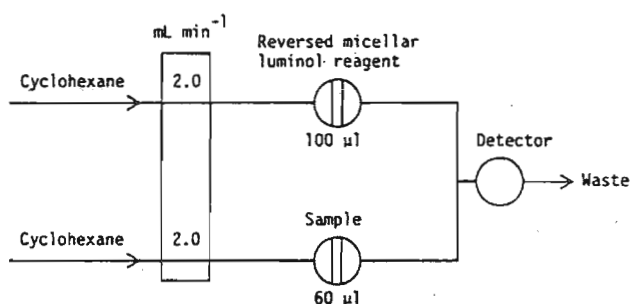 mL min⁻¹
Reversed micellar
luminol reagent
Cyclohexane
2.0
100 µl
Detector
Waste
Cyclohexane
2.0
Sample
60 µl